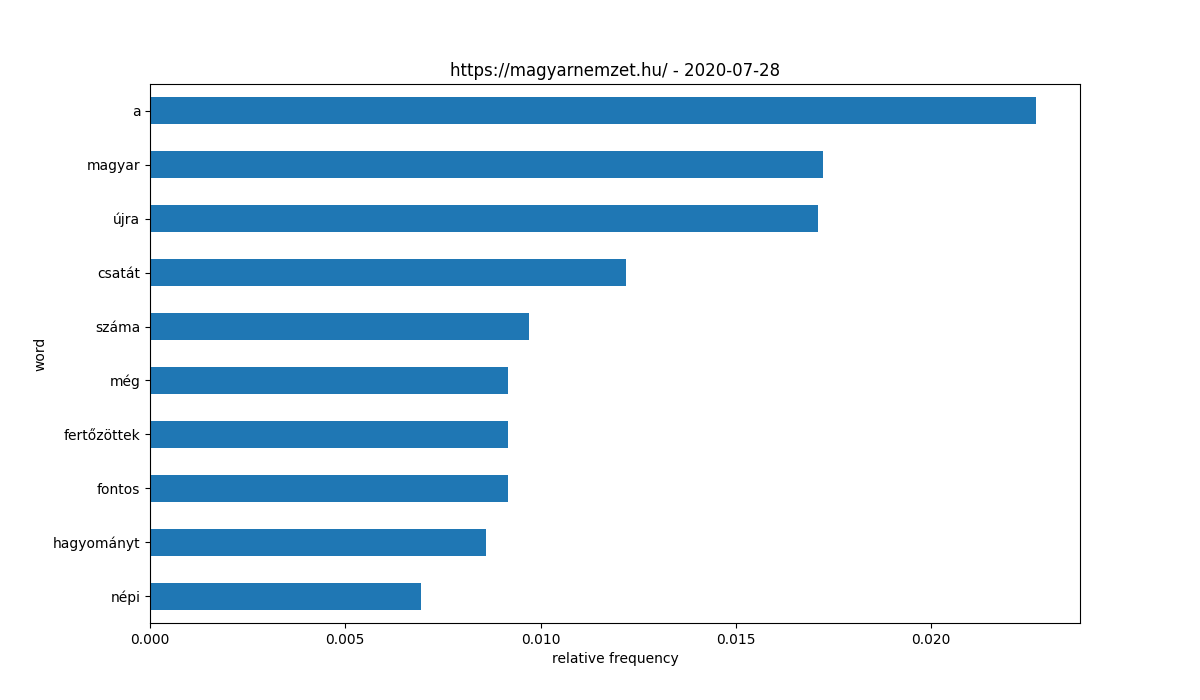 https://magyarnemzet.hu/ - 2020-07-28
a
magyar
újra
csatát
száma
még
fertőzöttek
fontos
hagyományt
népi
word
0.000 0.005 0.010 0.015 0.020
relative frequency